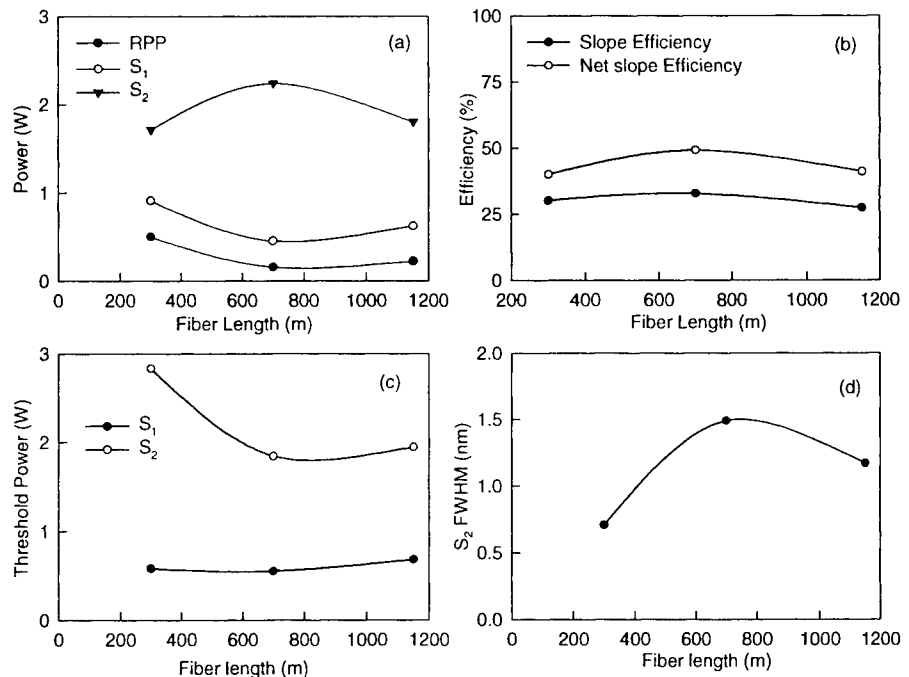 (a)
RPP
S₁
S₂
Power (W)
3
2
1
0
0 200 400 600 800 1000 1200
Fiber Length (m)
(b)
Slope Efficiency
Net slope Efficiency
Efficiency (%)
100
75
50
25
0
200 400 600 800 1000 1200
Fiber Length (m)
(c)
S₁
S₂
Threshold Power (W)
3
2
1
0
0 200 400 600 800 1000 1200
Fiber length (m)
(d)
S₂ FWHM (nm)
2.0
1.5
1.0
0.5
0.0
0 200 400 600 800 1000 1200
Fiber length (m)